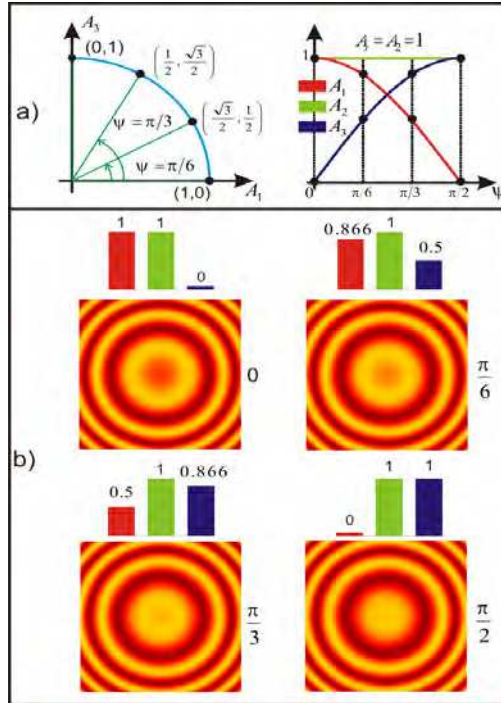 a)
A₃
(0,1)
(1/2, √3/2)
(√3/2, 1/2)
ψ = π/3
ψ = π/6
(1,0)
A₁
A₁ = A₂ = 1
1
A₁
A₂
A₃
0
π/6
π/3
π/2
ψ
b)
1 1 0
0
0.866 1 0.5
π/6
0.5 1 0.866
π/3
0 1 1
π/2